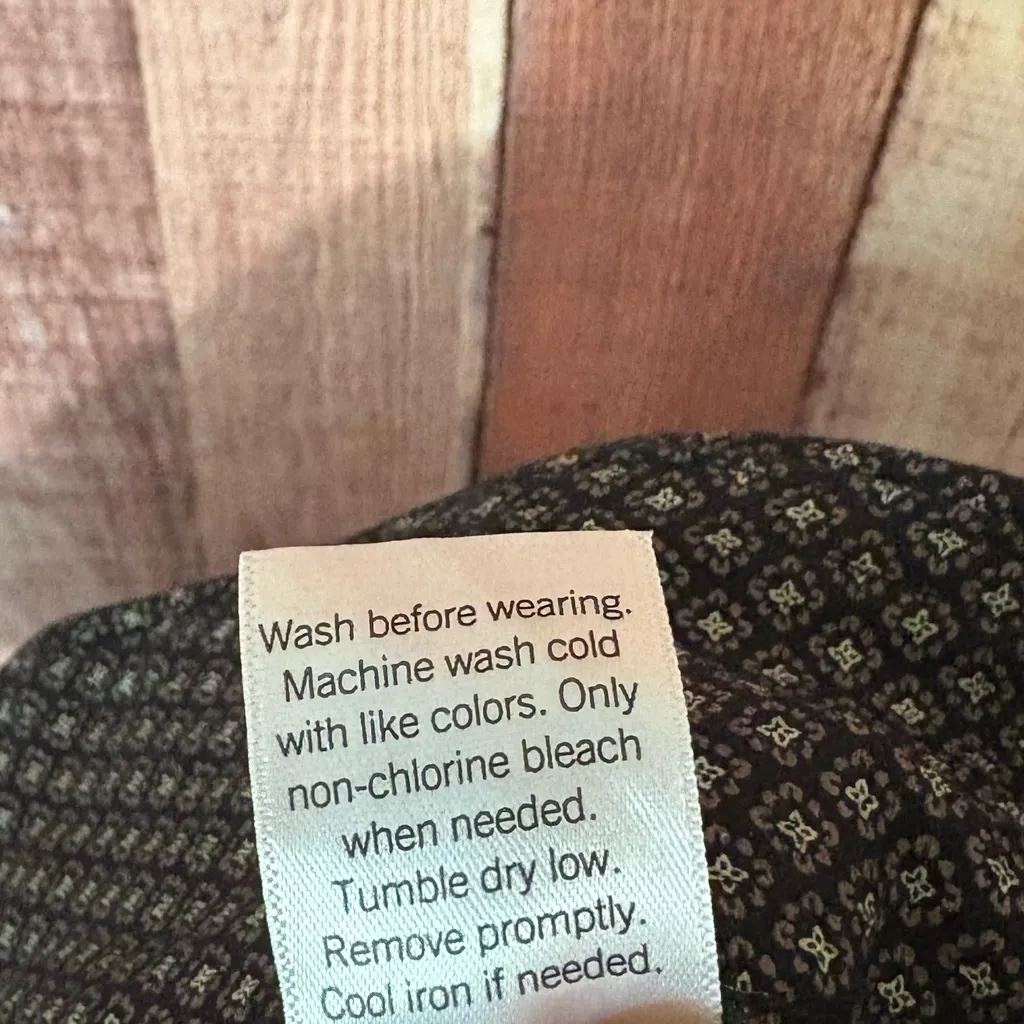 Wash before wearing.
Machine wash cold
with like colors. Only
non-chlorine bleach
when needed.
Tumble dry low.
Remove promptly.
Cool iron if needed.